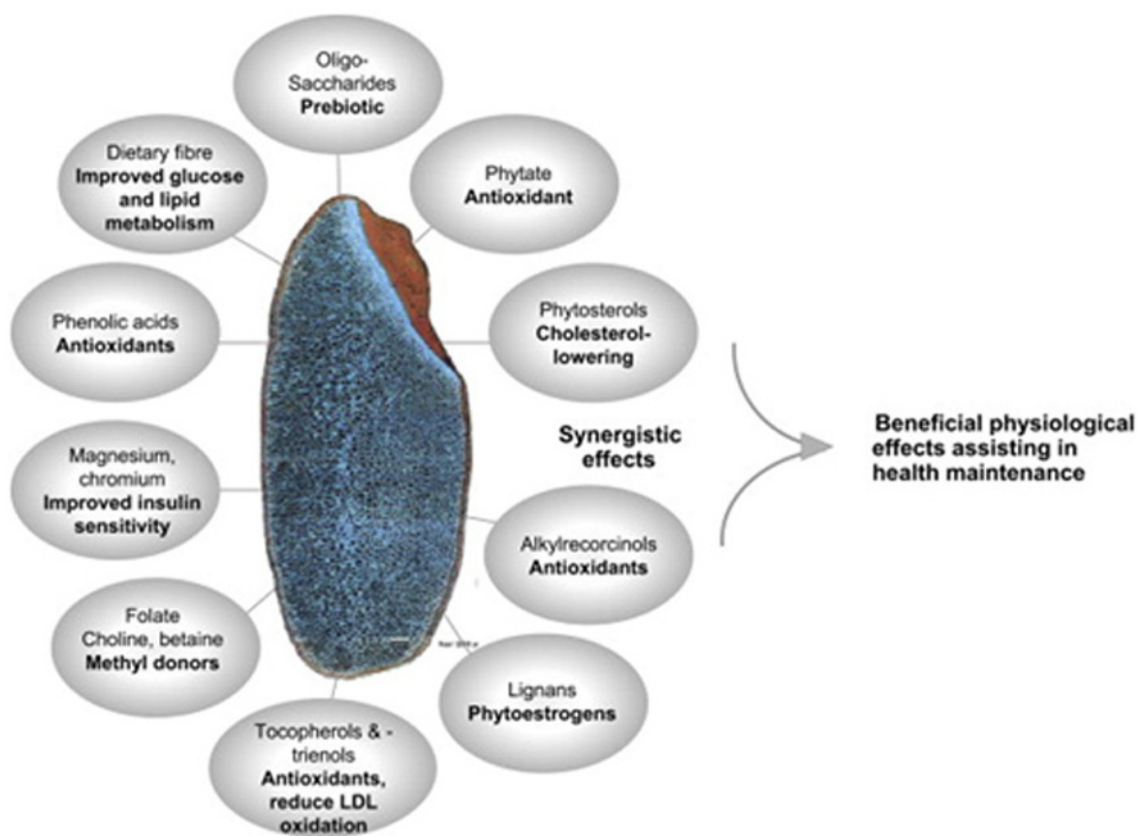 Oligo-
Saccharides
Prebiotic
Dietary fibre
Improved glucose
and lipid
metabolism
Phytate
Antioxidant
Phenolic acids
Antioxidants
Phytosterols
Cholesterol-
lowering
Synergistic
effects
Beneficial physiological
effects assisting in
health maintenance
Magnesium,
chromium
Improved insulin
sensitivity
Alkylrecorcinols
Antioxidants
Folate
Choline, betaine
Methyl donors
Lignans
Phytoestrogens
Tocopherols & -
trienols
Antioxidants,
reduce LDL
oxidation